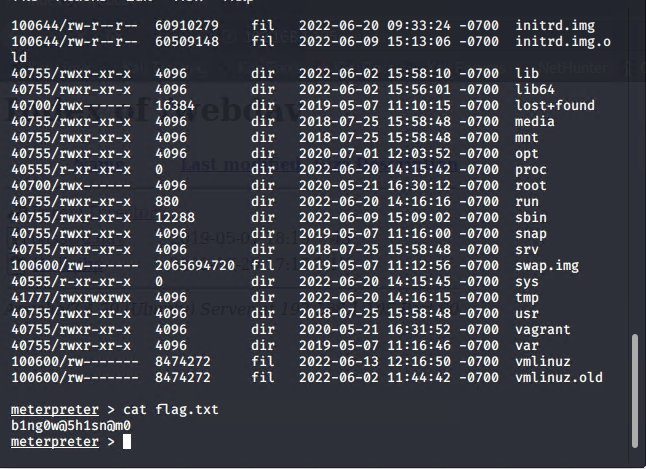 100644/rw-r--r-- 60910279 fil 2022-06-20 09:33:24 -0700 initrd.img
100644/rw-r--r-- 60509148 fil 2022-06-09 15:13:06 -0700 initrd.img.o
ld
40755/rwxr-xr-x 4096 dir 2022-06-02 15:58:10 -0700 lib
40755/rwxr-xr-x 4096 dir 2022-06-02 15:56:01 -0700 lib64
40700/rwx------ 16384 dir 2019-05-07 11:10:15 -0700 lost+found
40755/rwxr-xr-x 4096 dir 2018-07-25 15:58:48 -0700 media
40755/rwxr-xr-x 4096 dir 2018-07-25 15:58:48 -0700 mnt
40755/rwxr-xr-x 4096 dir 2020-07-01 12:03:52 -0700 opt
40555/r-xr-xr-x 0 dir 2022-06-20 14:15:42 -0700 proc
40700/rwx------ 4096 dir 2020-05-21 16:30:12 -0700 root
40755/rwxr-xr-x 880 dir 2022-06-20 14:16:16 -0700 run
40755/rwxr-xr-x 12288 dir 2022-06-09 15:09:02 -0700 sbin
40755/rwxr-xr-x 4096 dir 2019-05-07 11:16:00 -0700 snap
40755/rwxr-xr-x 4096 dir 2018-07-25 15:58:48 -0700 srv
100600/rw------- 2065694720 fil 2019-05-07 11:12:56 -0700 swap.img
40555/r-xr-xr-x 0 dir 2022-06-20 14:15:45 -0700 sys
41777/rwxrwxrwx 4096 dir 2022-06-20 14:16:15 -0700 tmp
40755/rwxr-xr-x 4096 dir 2018-07-25 15:58:48 -0700 usr
40755/rwxr-xr-x 4096 dir 2020-05-21 16:31:52 -0700 vagrant
40755/rwxr-xr-x 4096 dir 2019-05-07 11:16:46 -0700 var
100600/rw------- 8474272 fil 2022-06-13 12:16:50 -0700 vmlinuz
100600/rw------- 8474272 fil 2022-06-02 11:44:42 -0700 vmlinuz.old
meterpreter > cat flag.txt
b1ng0w@5h1sn@m0
meterpreter >